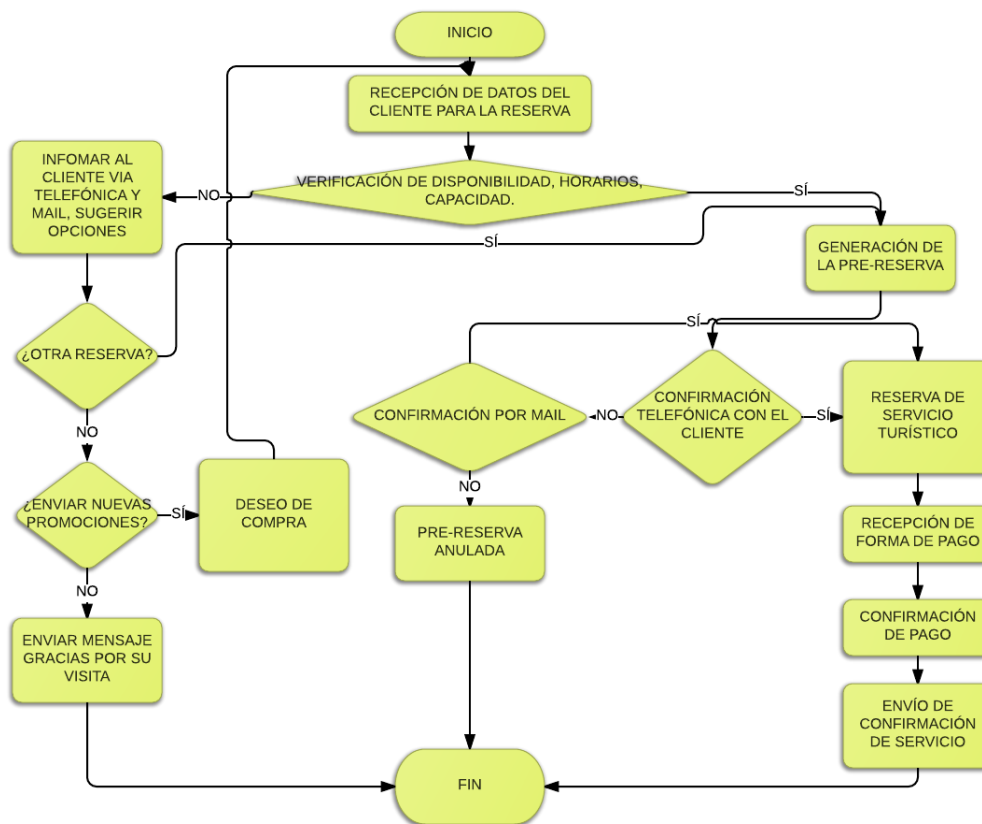 INICIO
RECEPCIÓN DE DATOS DEL
CLIENTE PARA LA RESERVA
INFOMAR AL
CLIENTE VIA
TELEFÓNICA Y
MAIL, SUGERIR
OPCIONES
NO
VERIFICACIÓN DE DISPONIBILIDAD, HORARIOS,
CAPACIDAD.
SÍ
SÍ
GENERACIÓN DE
LA PRE-RESERVA
¿OTRA RESERVA?
SÍ
CONFIRMACIÓN POR MAIL
NO
CONFIRMACIÓN
TELEFÓNICA CON EL
CLIENTE
SÍ
RESERVA DE
SERVICIO
TURÍSTICO
NO
¿ENVIAR NUEVAS
PROMOCIONES?
SÍ
DESEO DE
COMPRA
NO
PRE-RESERVA
ANULADA
RECEPCIÓN DE
FORMA DE PAGO
NO
ENVIAR MENSAJE
GRACIAS POR SU
VISITA
CONFIRMACIÓN
DE PAGO
ENVÍO DE
CONFIRMACIÓN
DE SERVICIO
FIN